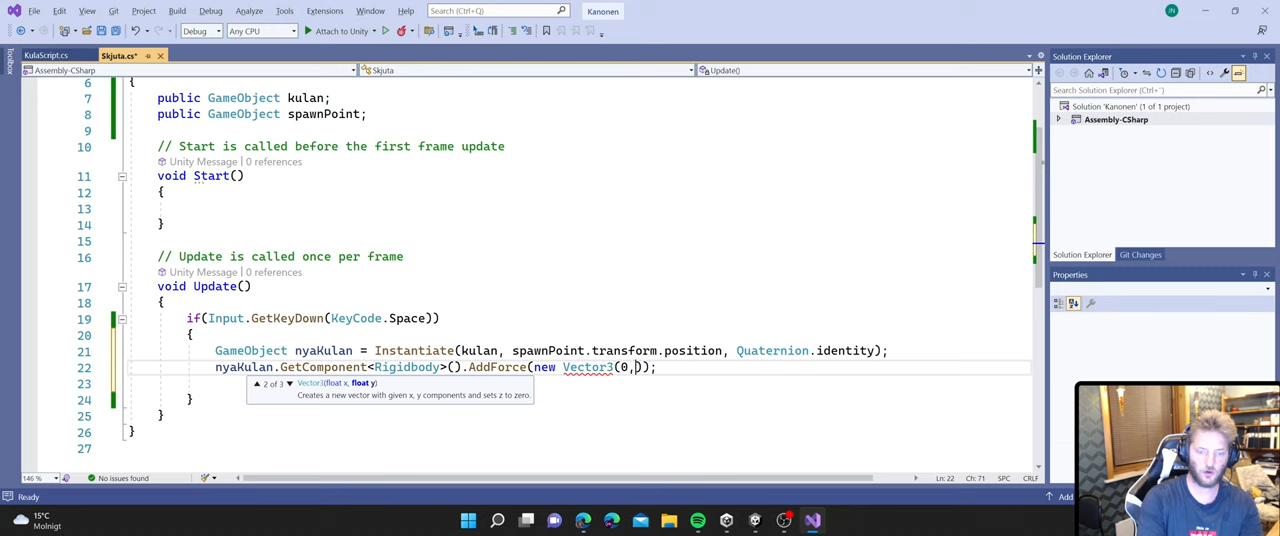 File Edit View Git Project Build Debug Analyze Tools Extensions Window Help Search (Ctrl+Q) Kanonen JN
Debug Any CPU Attach to Unity
Toolbox
KulaScript.cs Skjuta.cs*
Assembly-CSharp Skjuta Update()
6 {
7 public GameObject kulan;
8 public GameObject spawnPoint;
9
10 // Start is called before the first frame update
Unity Message | 0 references
11 void Start()
12 {
13
14 }
15
16 // Update is called once per frame
Unity Message | 0 references
17 void Update()
18 {
19 if(Input.GetKeyDown(KeyCode.Space))
20 {
21 GameObject nyaKulan = Instantiate(kulan, spawnPoint.transform.position, Quaternion.identity);
22 nyaKulan.GetComponent<Rigidbody>().AddForce(new Vector3(0,));
2 of 3 Vector3(float x, float y)
Creates a new vector with given x, y components and sets z to zero.
23
24 }
25 }
26 }
27
146 % No issues found Ln: 22 Ch: 71 SPC CRLF
Ready Add
Solution Explorer
Search Solution Explorer (Ctrl+
Solution 'Kanonen' (1 of 1 project)
Assembly-CSharp
Solution Explorer Git Changes
Properties
15°C
Molnigt